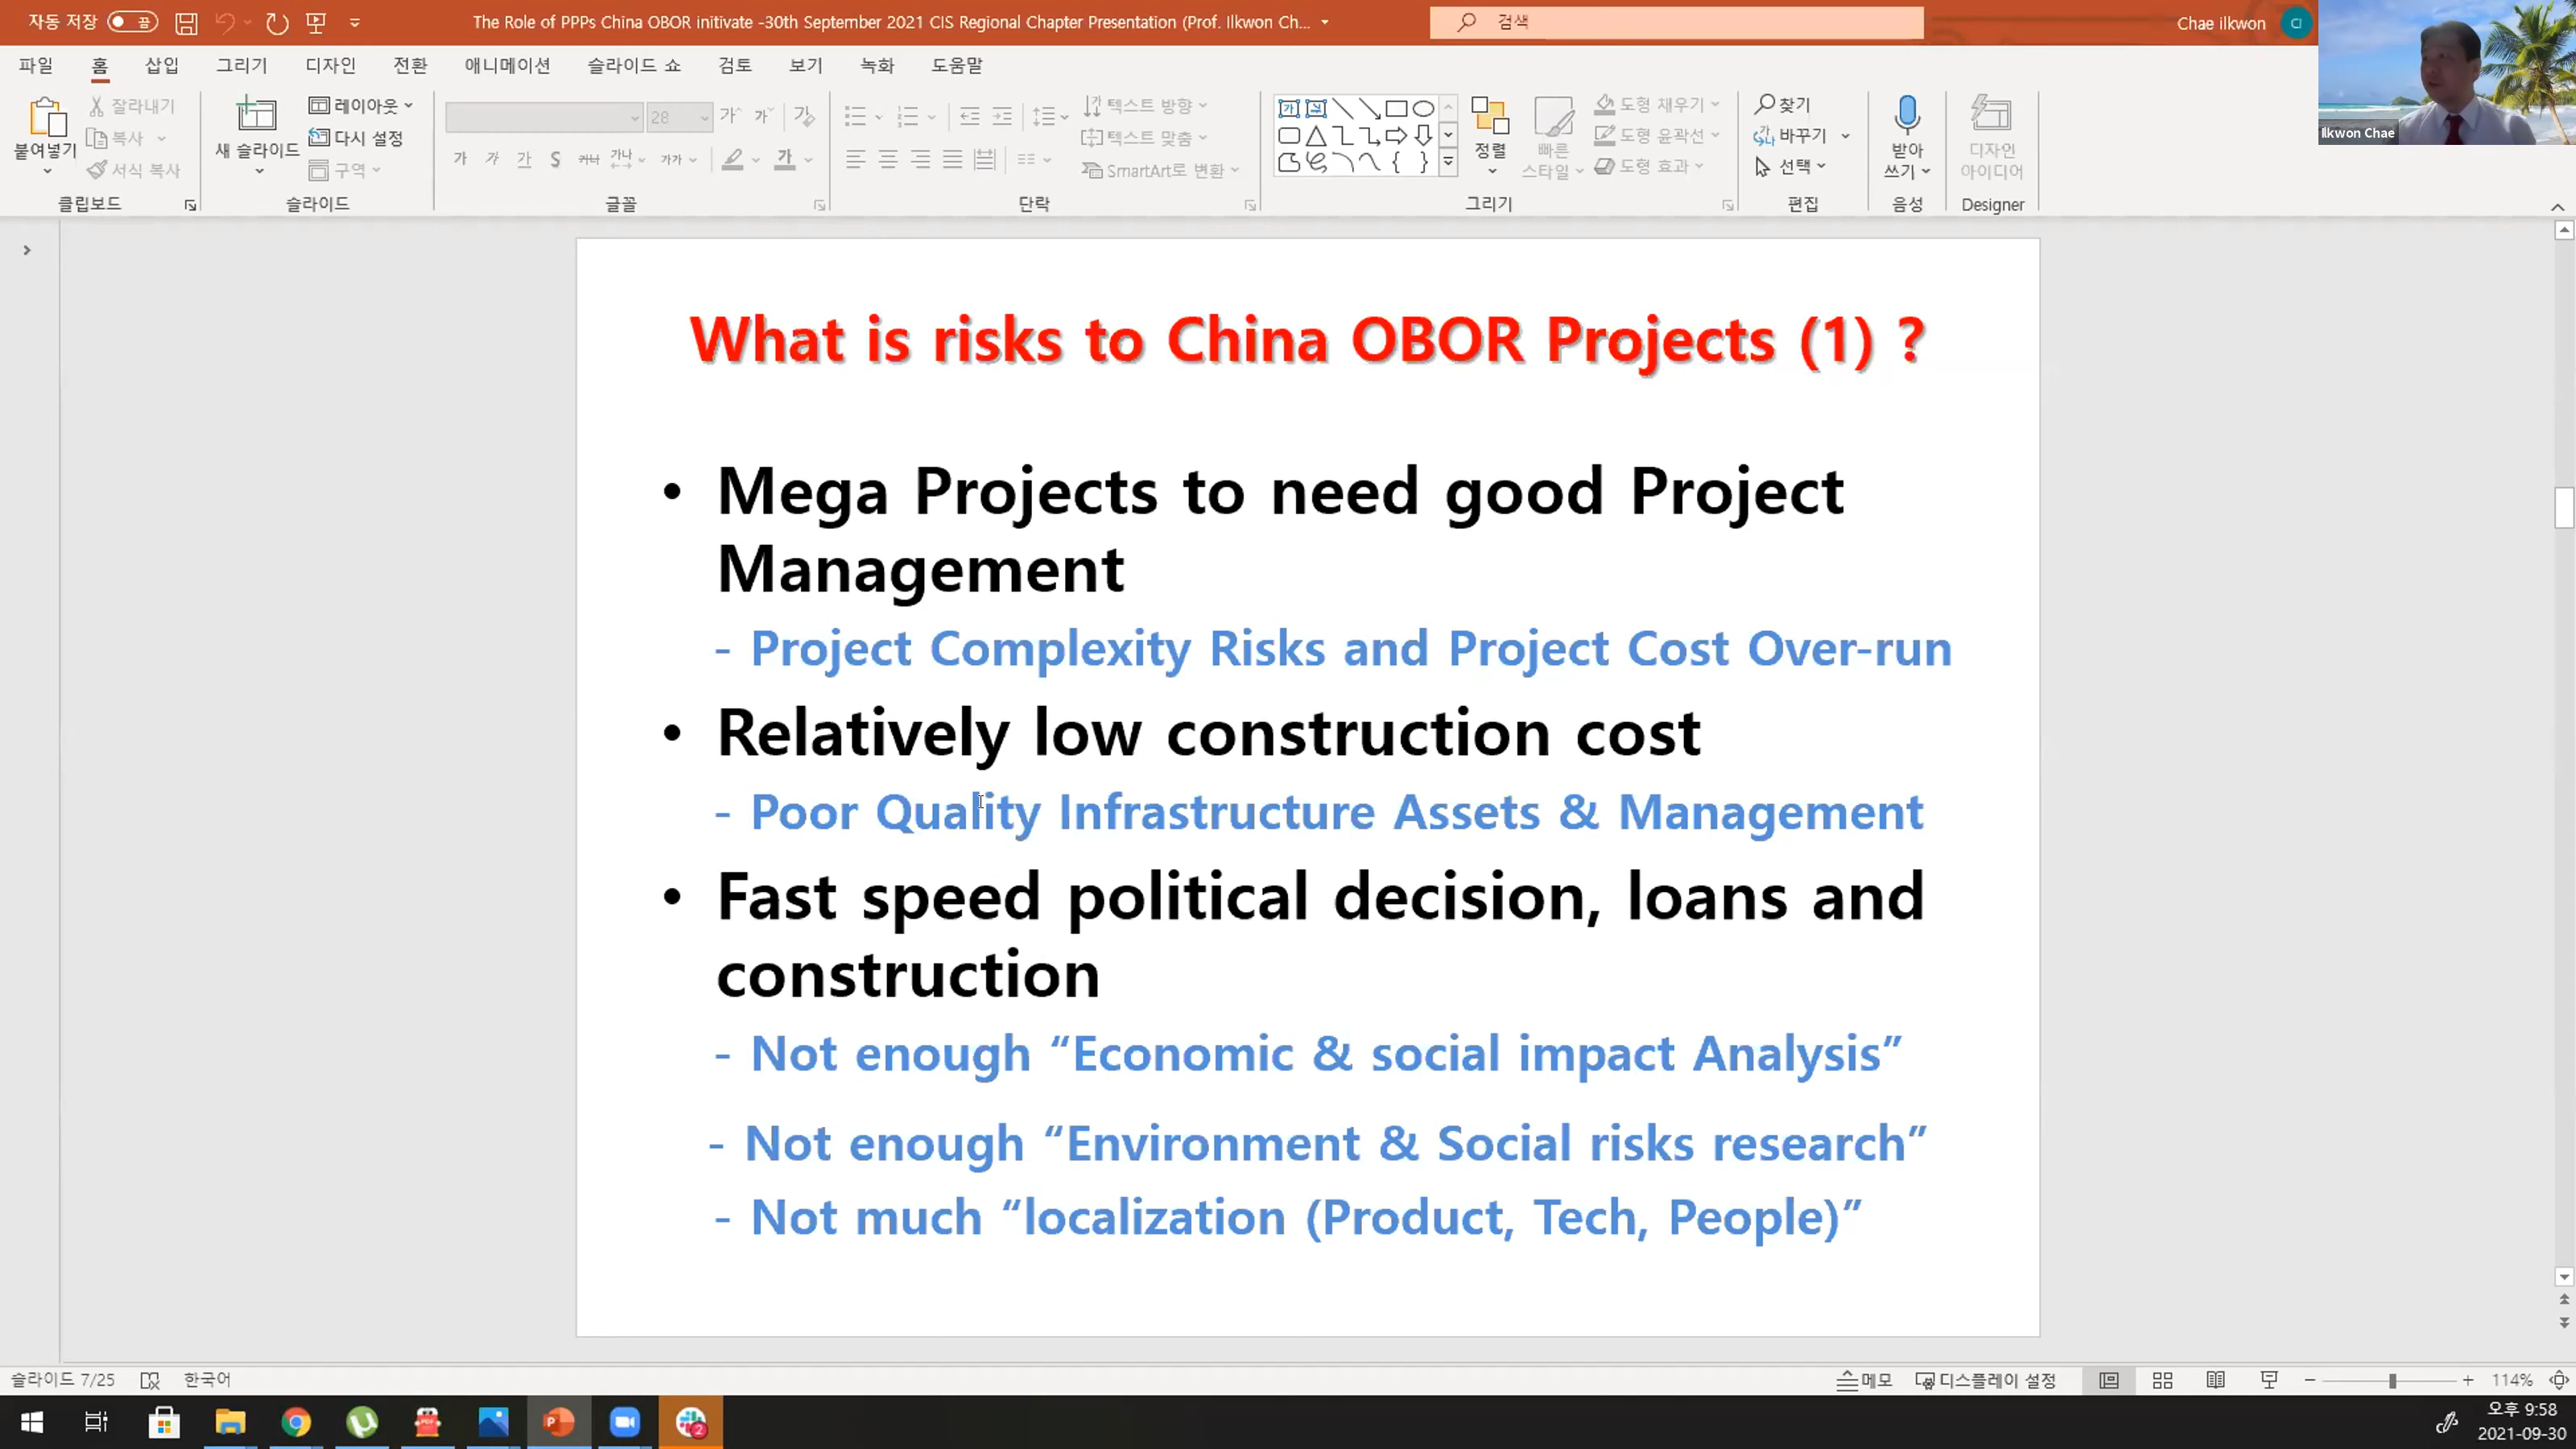 자동 저장 끔
The Role of PPPs China OBOR initivate -30th September 2021 CIS Regional Chapter Presentation (Prof. Ilkwon Ch...
검색
Chae ilkwon
CI
파일 홈 삽입 그리기 디자인 전환 애니메이션 슬라이드 쇼 검토 보기 녹화 도움말
붙여넣기
잘라내기
복사
서식 복사
클립보드
새 슬라이드
레이아웃
다시 설정
구역
슬라이드
28
가 가 가 S 가나 가나 가가 가
글꼴
텍스트 방향
텍스트 맞춤
SmartArt로 변환
단락
정렬
빠른 스타일
도형 채우기
도형 윤곽선
도형 효과
그리기
찾기
바꾸기
선택
편집
받아쓰기
음성
디자인 아이디어
Designer
Ilkwon Chae
What is risks to China OBOR Projects (1) ?
• Mega Projects to need good Project
Management
- Project Complexity Risks and Project Cost Over-run
• Relatively low construction cost
- Poor Quality Infrastructure Assets & Management
• Fast speed political decision, loans and
construction
- Not enough “Economic & social impact Analysis”
- Not enough “Environment & Social risks research”
- Not much “localization (Product, Tech, People)”
슬라이드 7/25 한국어 메모 디스플레이 설정 114%
오후 9:58
2021-09-30